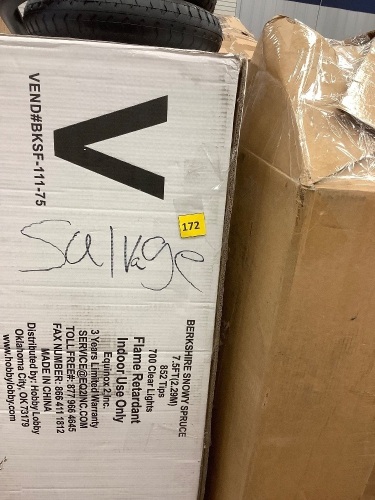 V
VEND#BKSF-111-75
172
Salvage
BERKSHIRE SNOWY SPRUCE
7.5FT(2.29M)
852 Tips
700 Clear Lights
Flame Retardant
Indoor Use Only
Equinox 2 Inc.
3 Years Limited Warranty
SERVICE@EQ2INC.COM
TOLL FREE#: 877 966 4645
FAX NUMBER: 866 411 1812
MADE IN CHINA
Distributed by: Hobby Lobby
Oklahoma City, OK 73179
www.hobbylobby.com